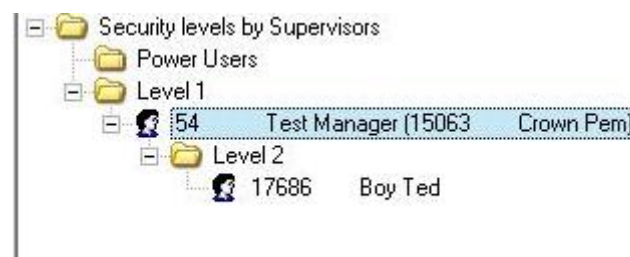 Security levels by Supervisors
Power Users
Level 1
54 Test Manager (15063 Crown Pem)
Level 2
17686 Boy Ted